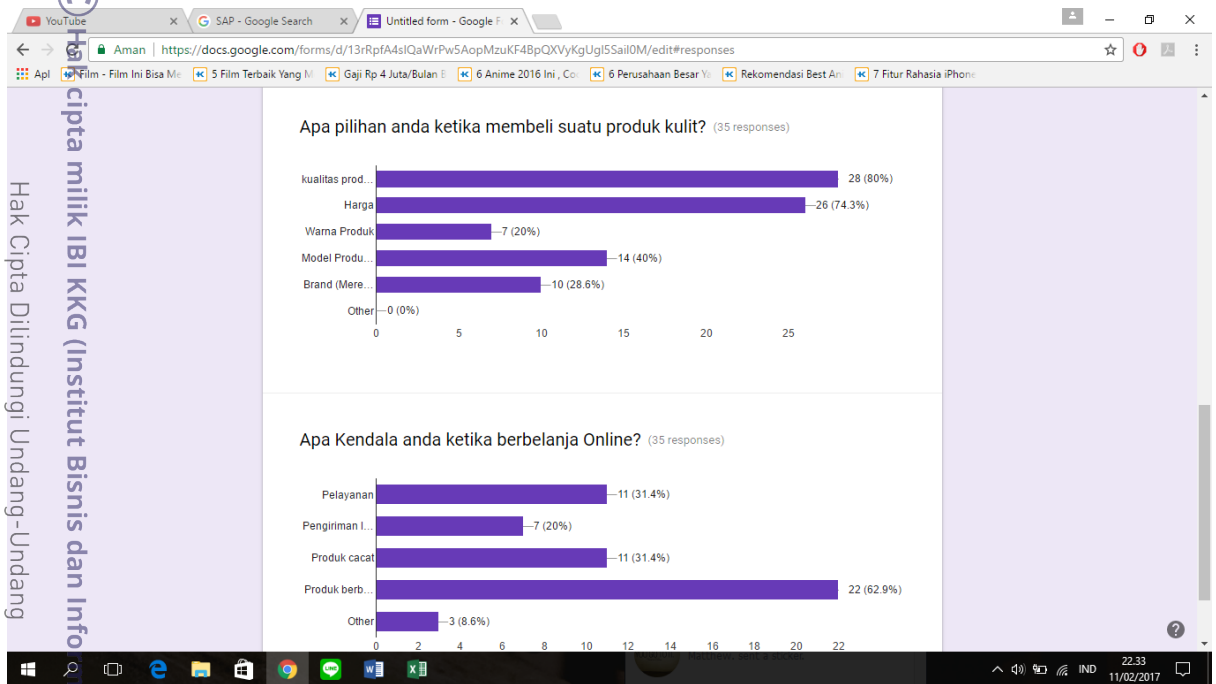 YouTube
SAP - Google Search
Untitled form - Google F
Aman | https://docs.google.com/forms/d/13rRpfA4sIQaWrPw5AopMzuKF4BpQXVyKgUgI5Sail0M/edit#responses
Apl
Film - Film Ini Bisa Me
5 Film Terbaik Yang M
Gaji Rp 4 Juta/Bulan B
6 Anime 2016 Ini , Co
6 Perusahaan Besar Ya
Rekomendasi Best An
7 Fitur Rahasia iPhone
Apa pilihan anda ketika membeli suatu produk kulit? (35 responses)
kualitas prod... 28 (80%)
Harga 26 (74.3%)
Warna Produk 7 (20%)
Model Produ... 14 (40%)
Brand (Mere... 10 (28.6%)
Other 0 (0%)
0 5 10 15 20 25
Apa Kendala anda ketika berbelanja Online? (35 responses)
Pelayanan 11 (31.4%)
Pengiriman l... 7 (20%)
Produk cacat 11 (31.4%)
Produk berb... 22 (62.9%)
Other 3 (8.6%)
0 2 4 6 8 10 12 14 16 18 20 22
Matthew: sent a sticker.
IND
22.33
11/02/2017
Hak cipta milik IBI KKG (Institut Bisnis dan Infor
Hak Cipta Dilindungi Undang-Undang